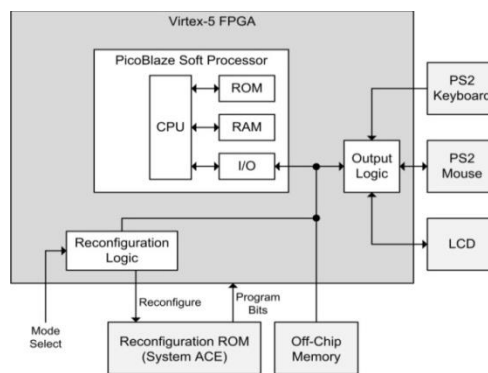 Virtex-5 FPGA
PicoBlaze Soft Processor
CPU
ROM
RAM
I/O
Output
Logic
PS2
Keyboard
PS2
Mouse
LCD
Reconfiguration
Logic
Mode
Select
Reconfigure
Program
Bits
Reconfiguration ROM
(System ACE)
Off-Chip
Memory